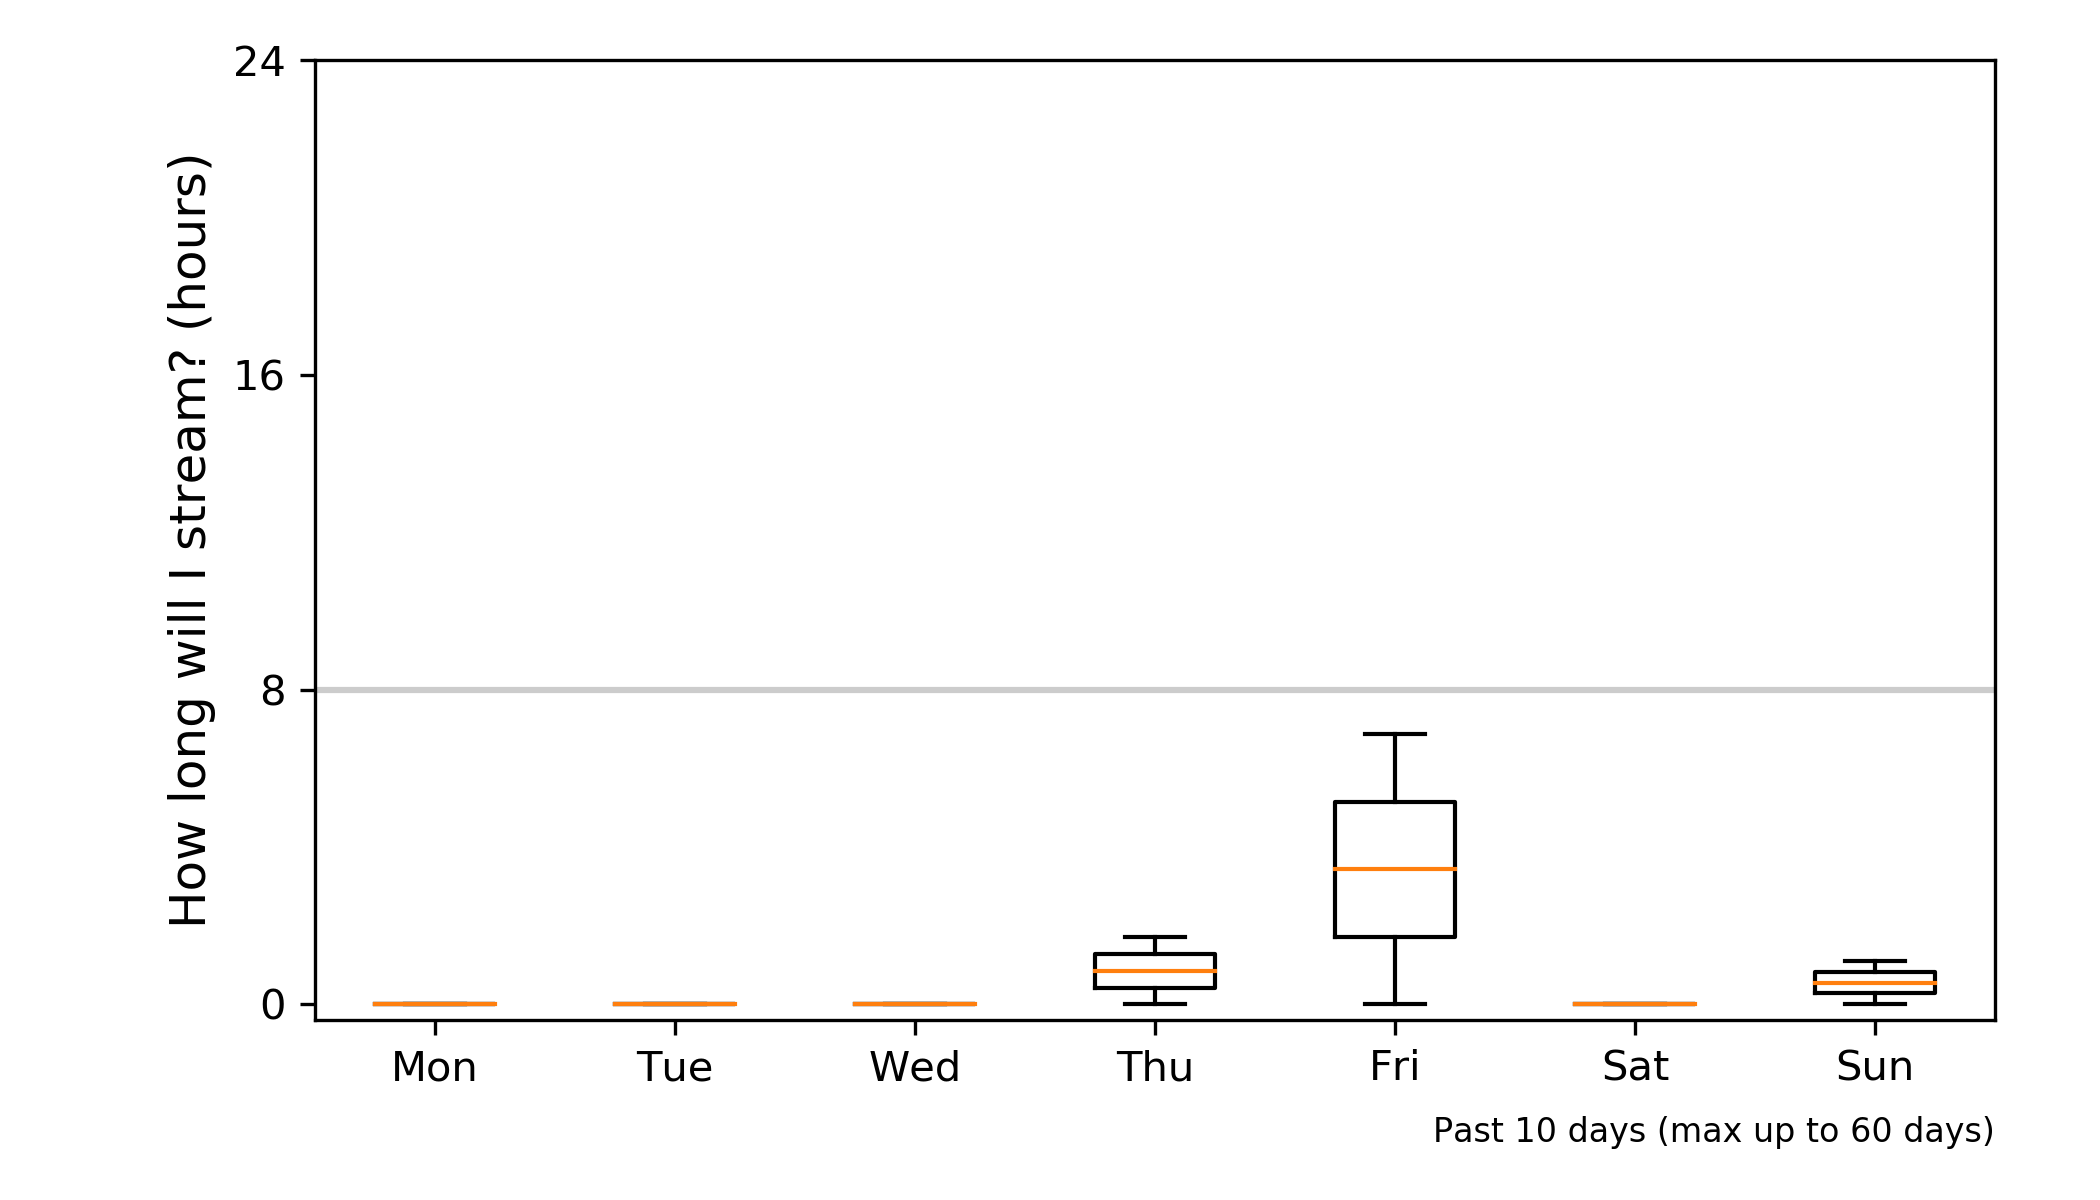 How long will I stream? (hours)
24
16
8
0
Mon Tue Wed Thu Fri Sat Sun
Past 10 days (max up to 60 days)